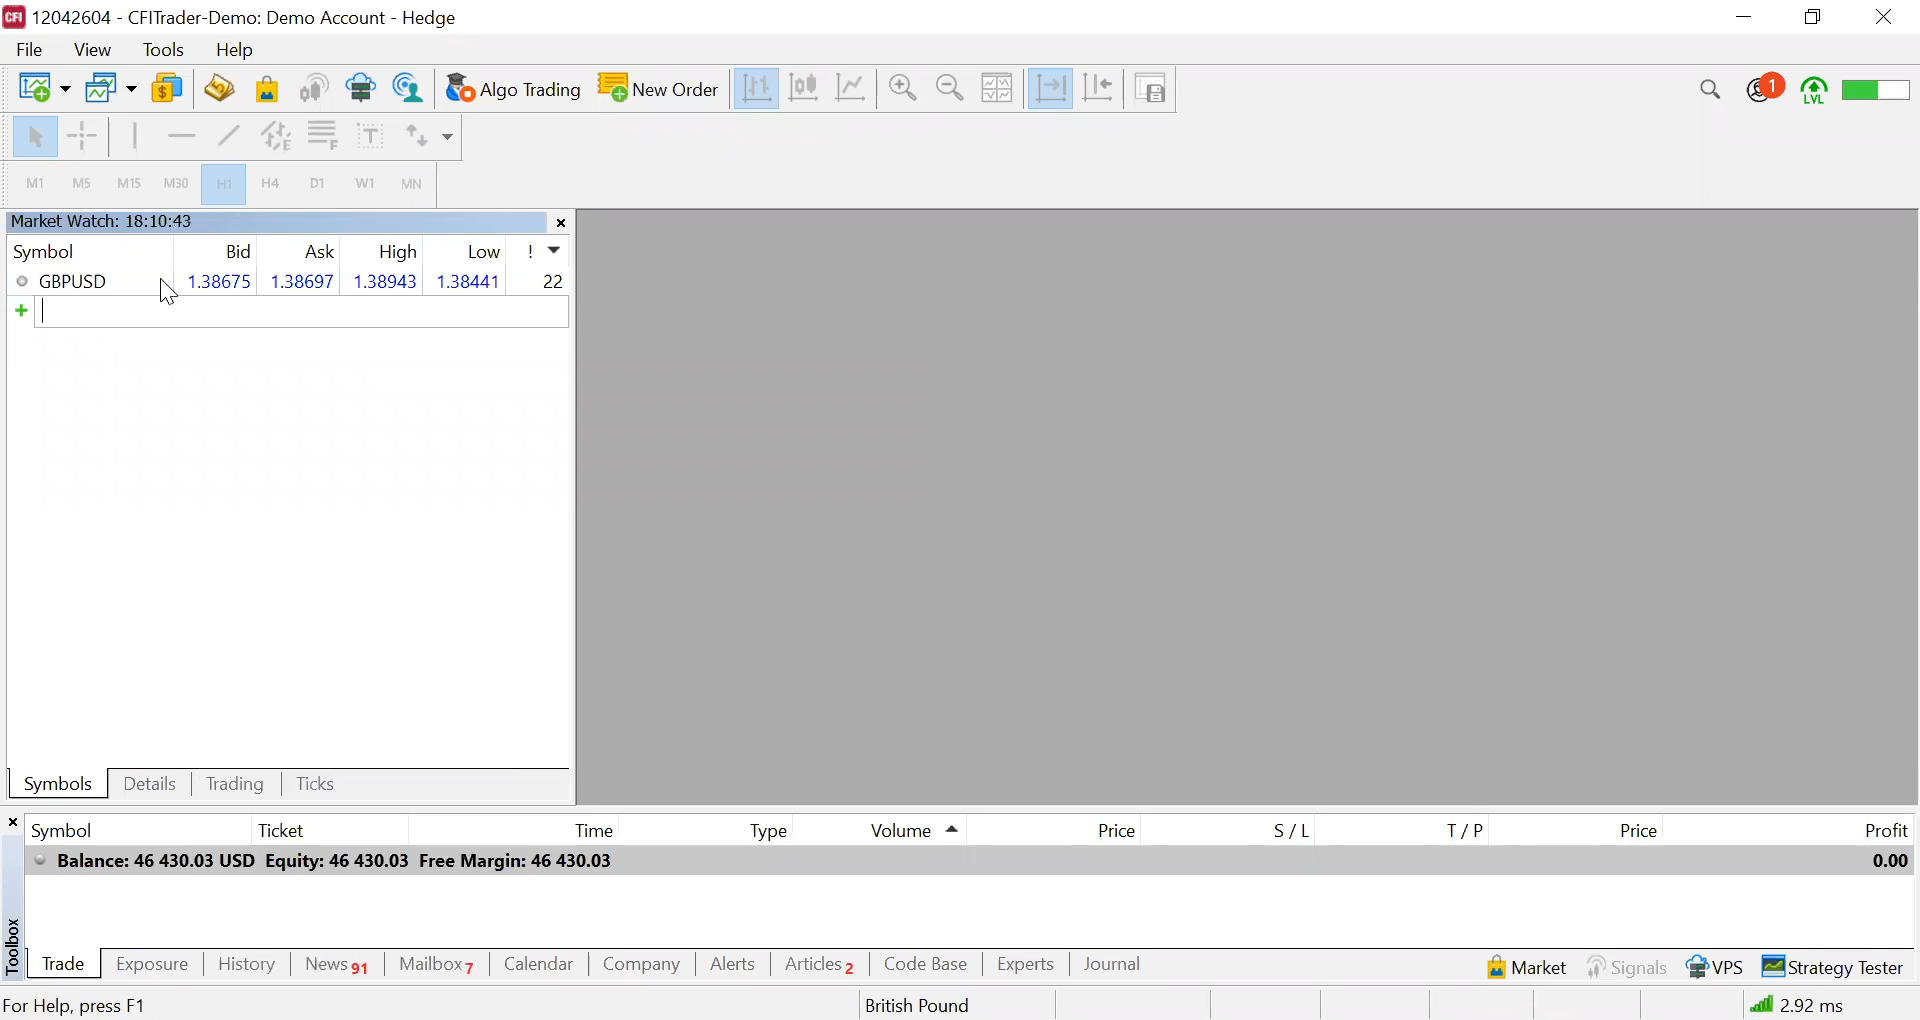 CFI 12042604 - CFITrader-Demo: Demo Account - Hedge
File View Tools Help
$ Algo Trading New Order 1 LVL
E F T
M1 M5 M15 M30 H1 H4 D1 W1 MN
Market Watch: 18:10:43
Symbol Bid Ask High Low !
GBPUSD 1.38675 1.38697 1.38943 1.38441 22
Symbols Details Trading Ticks
Symbol Ticket Time Type Volume Price S / L T / P Price Profit
Balance: 46 430.03 USD Equity: 46 430.03 Free Margin: 46 430.03 0.00
Toolbox
Trade Exposure History News 91 Mailbox 7 Calendar Company Alerts Articles 2 Code Base Experts Journal Market Signals VPS Strategy Tester
For Help, press F1 British Pound 2.92 ms